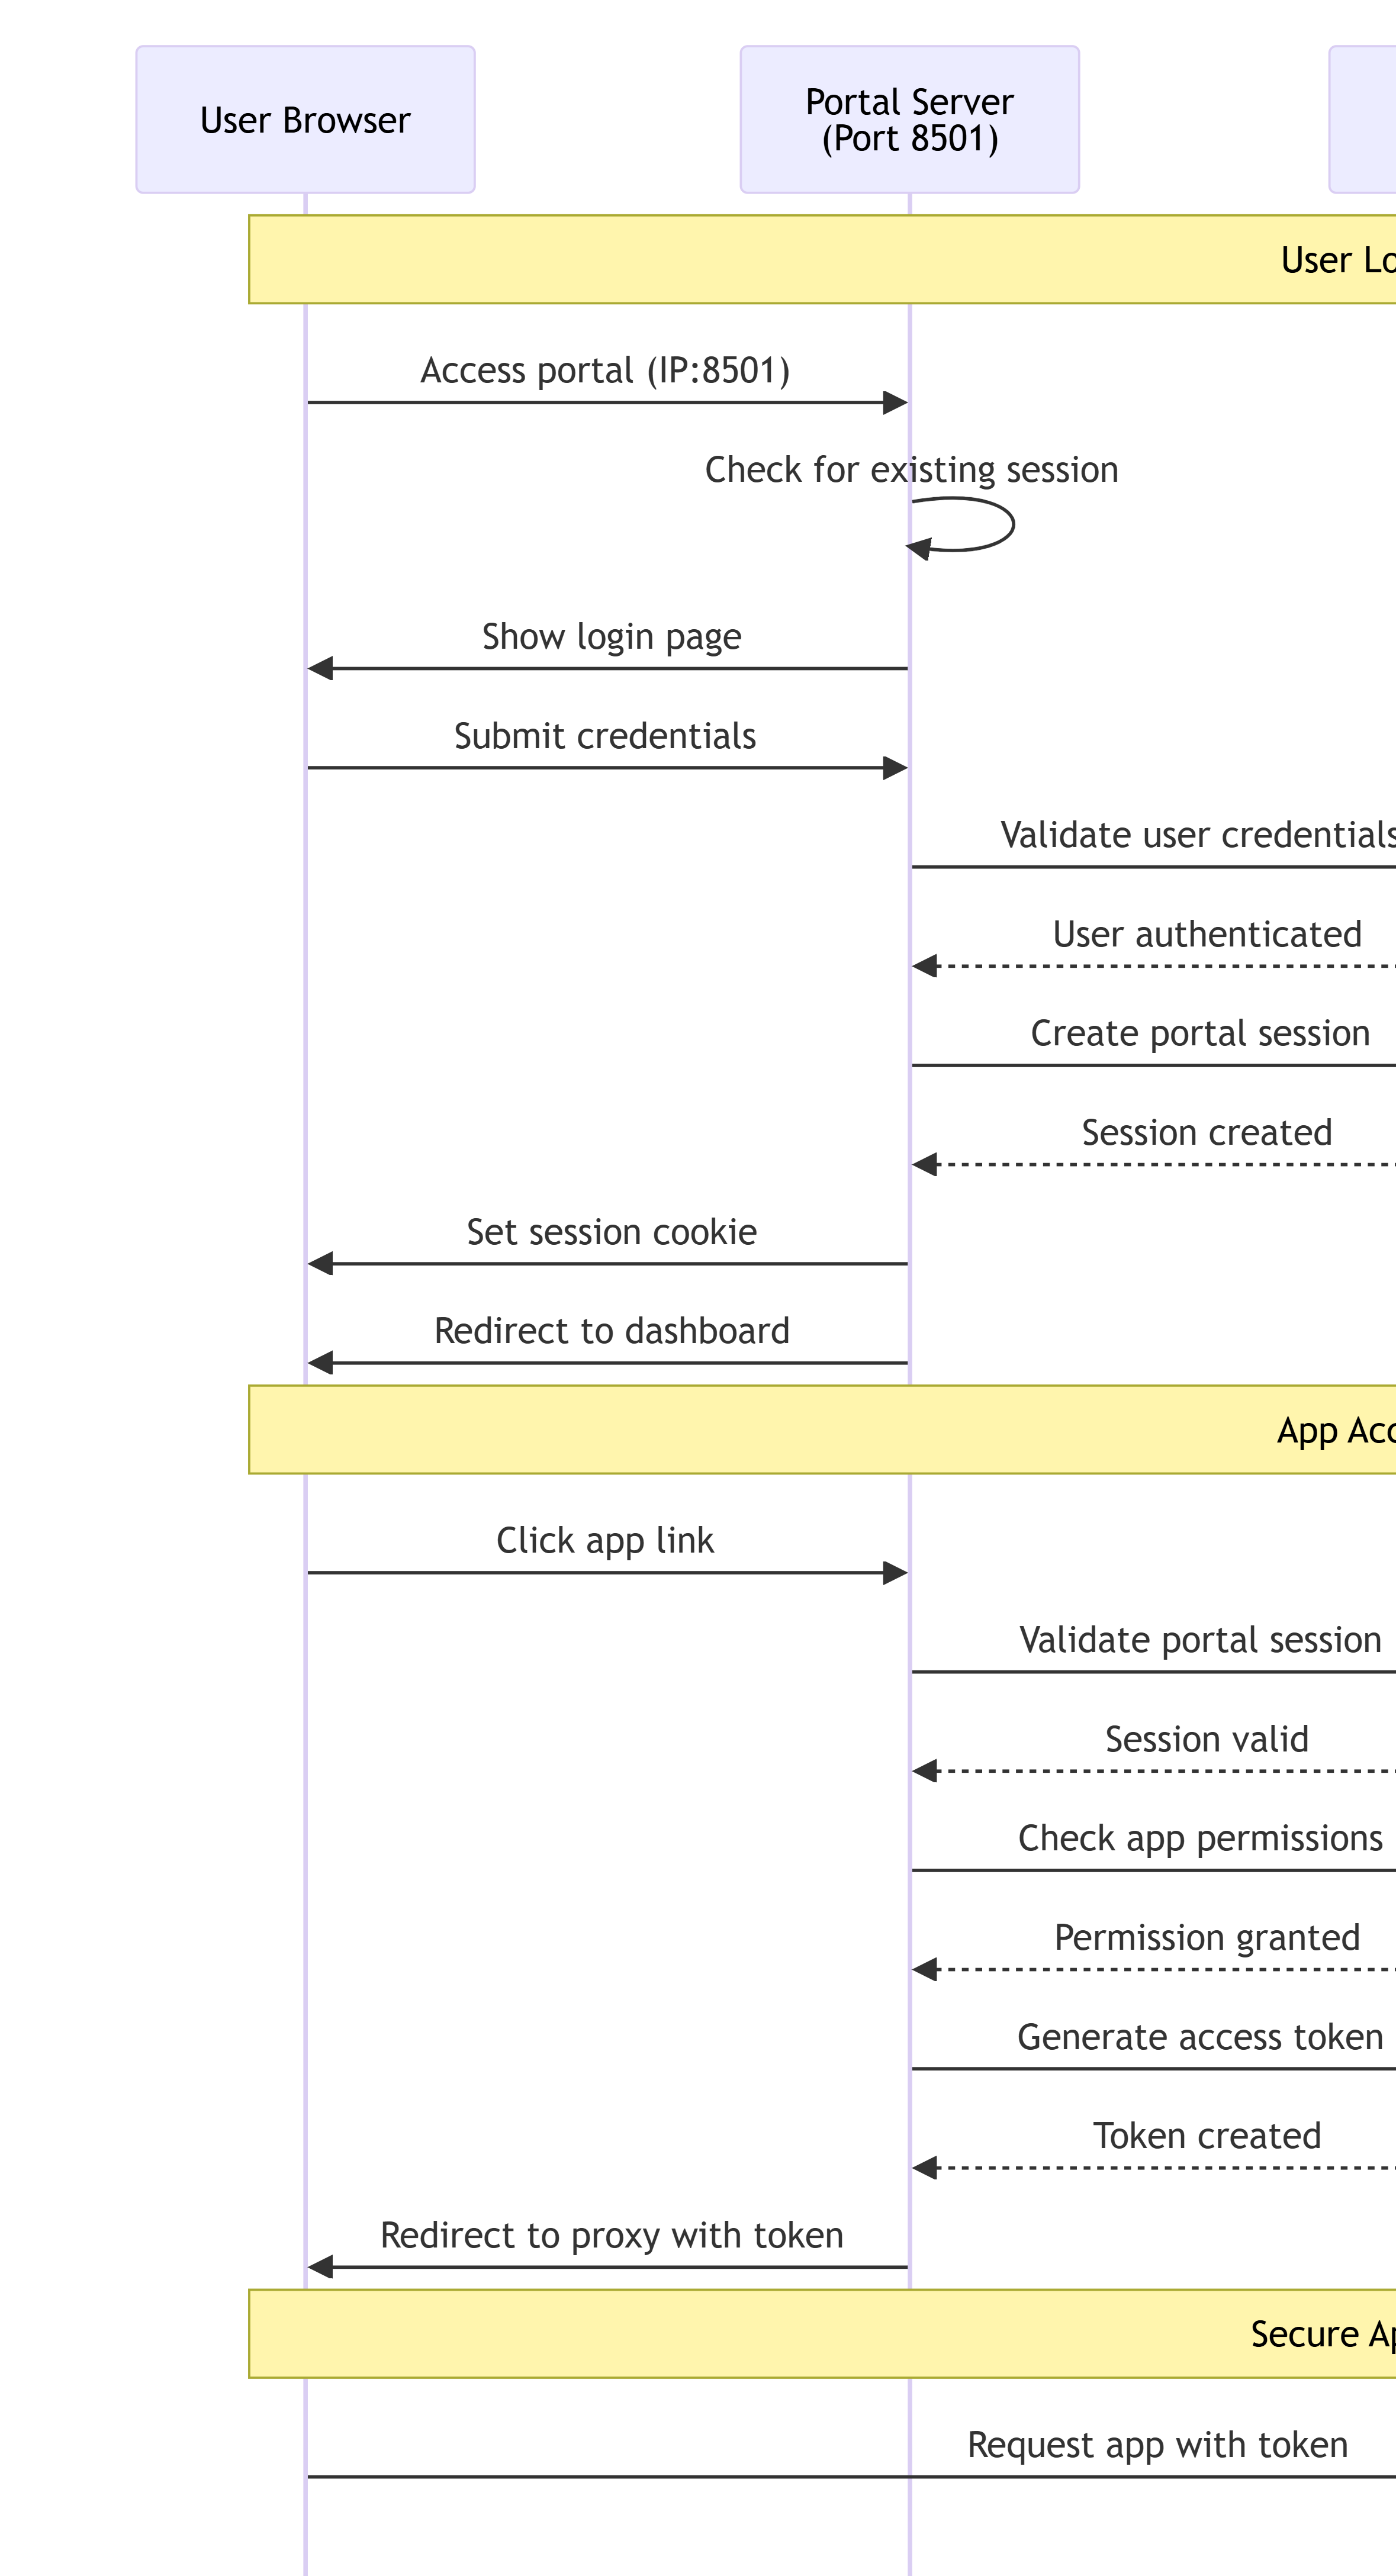 User Browser
Portal Server
(Port 8501)
User Lo
Access portal (IP:8501)
Check for existing session
Show login page
Submit credentials
Validate user credentials
User authenticated
Create portal session
Session created
Set session cookie
Redirect to dashboard
App Acc
Click app link
Validate portal session
Session valid
Check app permissions
Permission granted
Generate access token
Token created
Redirect to proxy with token
Secure Ap
Request app with token